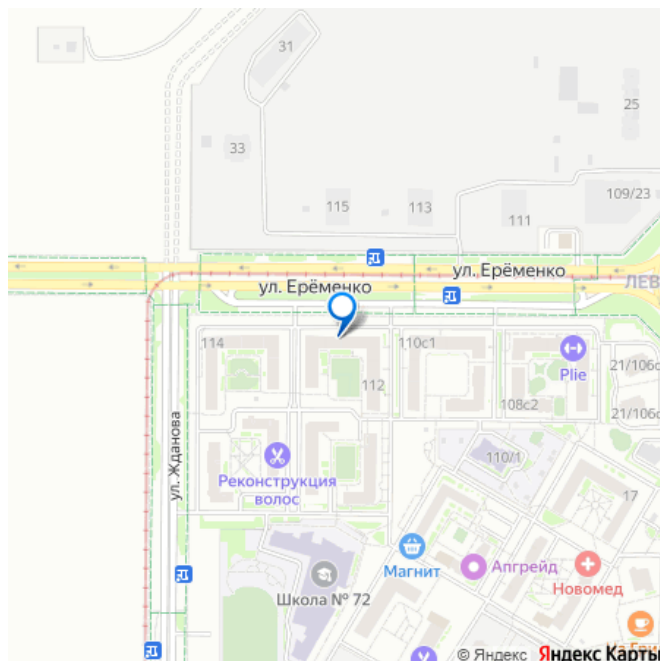 31
25
33
109/23
115
113
111
ул. Ерёменко
ул. Ерёменко
ЛЕВ
114
110с1
Plie
21/106с
112
108с2
21/106с
ул. Жданова
110/1
Реконструкция
волос
17
Магнит
Апгрейд
Новомед
Школа № 72
© Яндекс Яндекс Карты